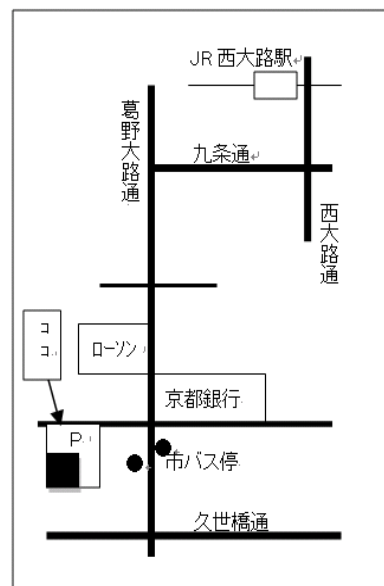 JR 西大路駅
葛野大路通
九条通
西大路通
ココ
ローソン
京都銀行
P
市バス停
久世橋通